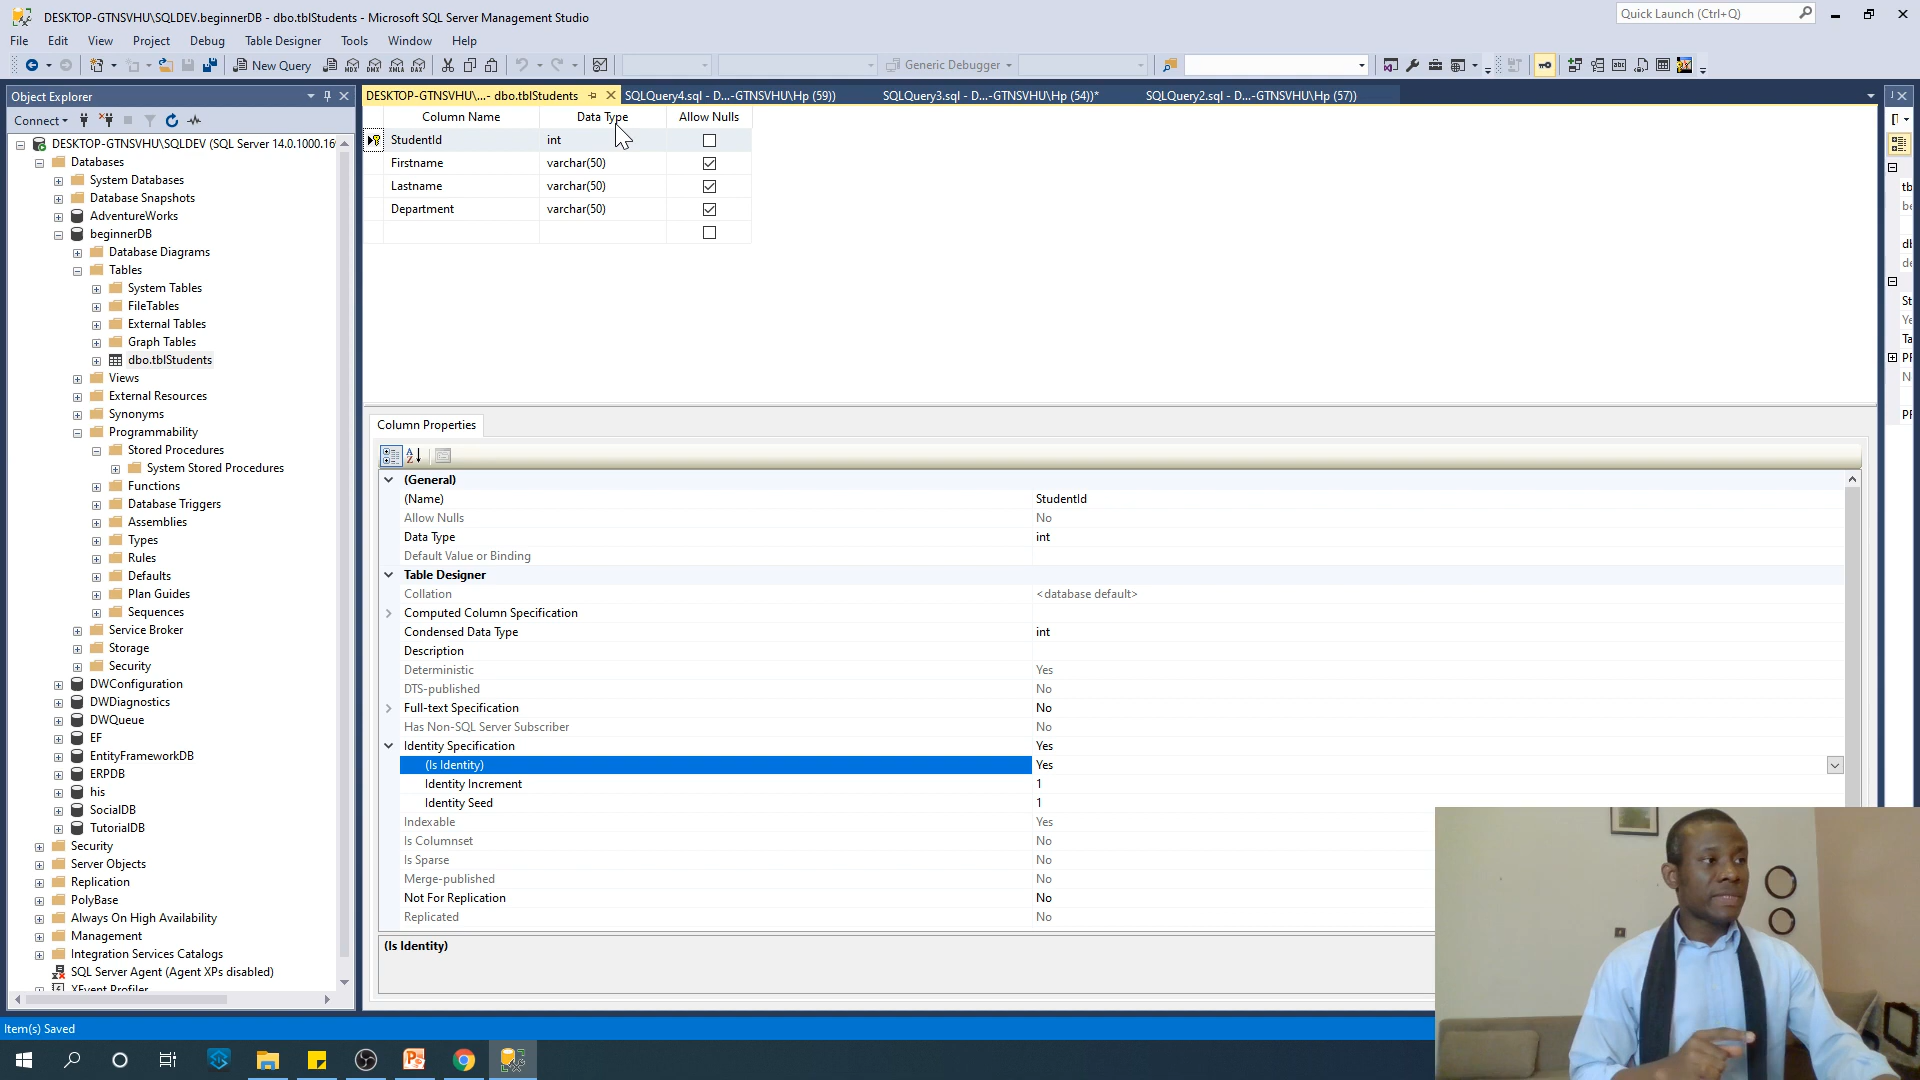 DESKTOP-GTNSVHU\SQLDEV.beginnerDB - dbo.tblStudents - Microsoft SQL Server Management Studio
Quick Launch (Ctrl+Q)
File Edit View Project Debug Table Designer Tools Window Help
New Query
Generic Debugger
Object Explorer
Connect
DESKTOP-GTNSVHU\SQLDEV (SQL Server 14.0.1000.16
Databases
System Databases
Database Snapshots
AdventureWorks
beginnerDB
Database Diagrams
Tables
System Tables
FileTables
External Tables
Graph Tables
dbo.tblStudents
Views
External Resources
Synonyms
Programmability
Stored Procedures
System Stored Procedures
Functions
Database Triggers
Assemblies
Types
Rules
Defaults
Plan Guides
Sequences
Service Broker
Storage
Security
DWConfiguration
DWDiagnostics
DWQueue
EF
EntityFrameworkDB
ERPDB
his
SocialDB
TutorialDB
Security
Server Objects
Replication
PolyBase
Always On High Availability
Management
Integration Services Catalogs
SQL Server Agent (Agent XPs disabled)
XEvent Profiler
DESKTOP-GTNSVHU\...- dbo.tblStudents
SQLQuery4.sql - D...-GTNSVHU\Hp (59))
SQLQuery3.sql - D...-GTNSVHU\Hp (54))*
SQLQuery2.sql - D...-GTNSVHU\Hp (57))
Column Name Data Type Allow Nulls
StudentId int
Firstname varchar(50)
Lastname varchar(50)
Department varchar(50)
Column Properties
(General)
(Name) StudentId
Allow Nulls No
Data Type int
Default Value or Binding
Table Designer
Collation <database default>
Computed Column Specification
Condensed Data Type int
Description
Deterministic Yes
DTS-published No
Full-text Specification No
Has Non-SQL Server Subscriber No
Identity Specification Yes
(Is Identity) Yes
Identity Increment 1
Identity Seed 1
Indexable Yes
Is Columnset No
Is Sparse No
Merge-published No
Not For Replication No
Replicated No
(Is Identity)
Item(s) Saved